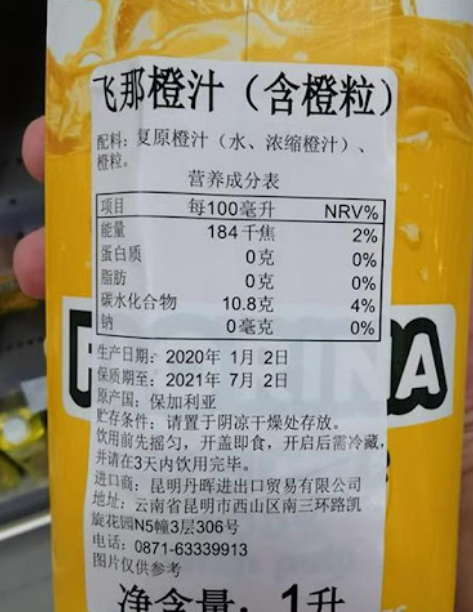 飞那橙汁（含橙粒）
配料：复原橙汁（水、浓缩橙汁）、
橙粒。
营养成分表
项目 每100毫升 NRV%
能量 184千焦 2%
蛋白质 0克 0%
脂肪 0克 0%
碳水化合物 10.8克 4%
钠 0毫克 0%
生产日期：2020年 1月 2日
保质期至：2021年 7月 2日
原产国：保加利亚
贮存条件：请置于阴凉干燥处存放。
饮用前先摇匀，开盖即食，开启后需冷藏，
并请在3天内饮用完毕。
进口商：昆明丹晖进出口贸易有限公司
地址：云南省昆明市西山区南三环路凯
旋花园N5幢3层306号
电话：0871-63339913
图片仅供参考
净含量：1升